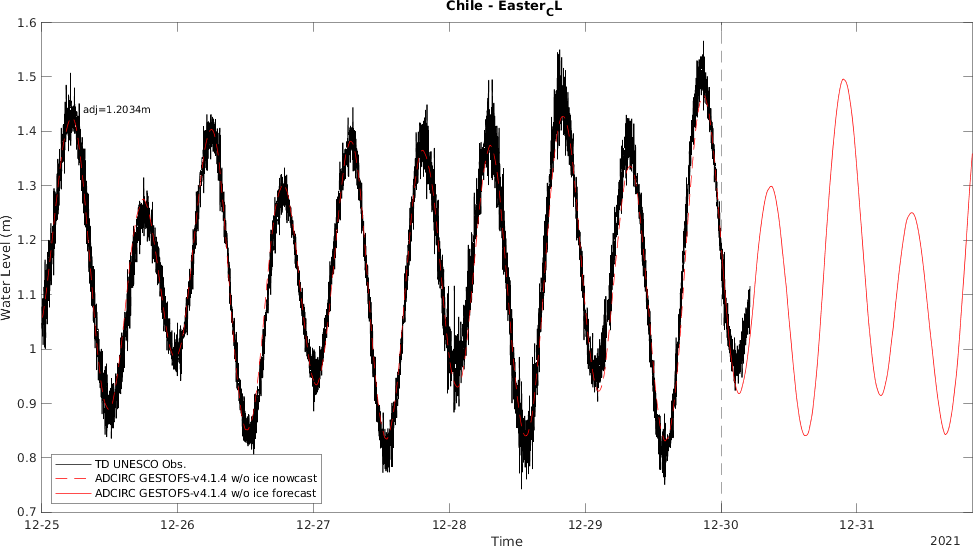 Chile - Easter_CL
1.6
1.5
1.4
1.3
1.2
1.1
1
0.9
0.8
0.7
Water Level (m)
adj=1.2034m
TD UNESCO Obs.
ADCIRC GESTOFS-v4.1.4 w/o ice nowcast
ADCIRC GESTOFS-v4.1.4 w/o ice forecast
12-25 12-26 12-27 12-28 12-29 12-30 12-31
Time
2021